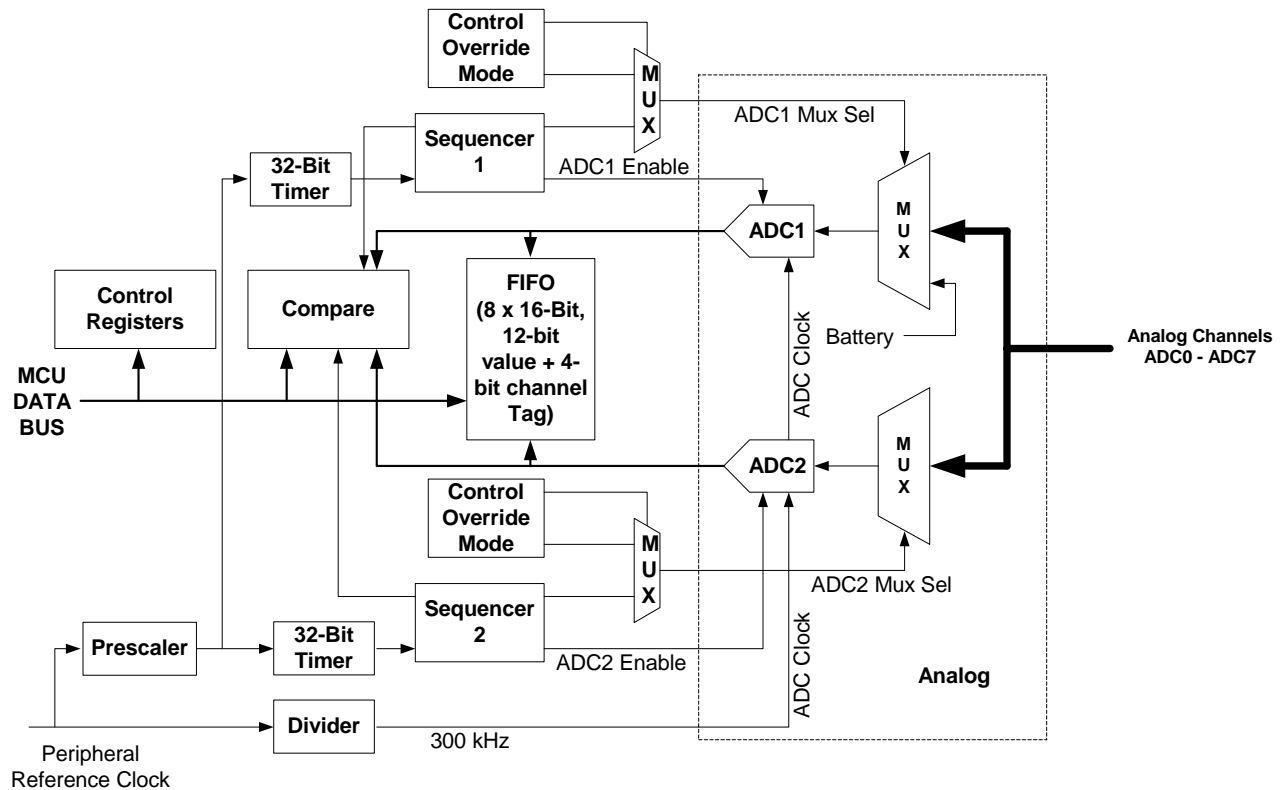 Control
Override
Mode
M
U
X
ADC1 Mux Sel
Sequencer
1
ADC1 Enable
32-Bit
Timer
M
U
X
ADC1
Control
Registers
Compare
FIFO
(8 x 16-Bit,
12-bit
value + 4-
bit channel
Tag)
ADC Clock
Battery
Analog Channels
ADC0 - ADC7
MCU
DATA
BUS
M
U
X
ADC2
Control
Override
Mode
M
U
X
ADC2 Mux Sel
Sequencer
2
ADC2 Enable
Prescaler
32-Bit
Timer
ADC Clock
Analog
Divider
300 kHz
Peripheral
Reference Clock